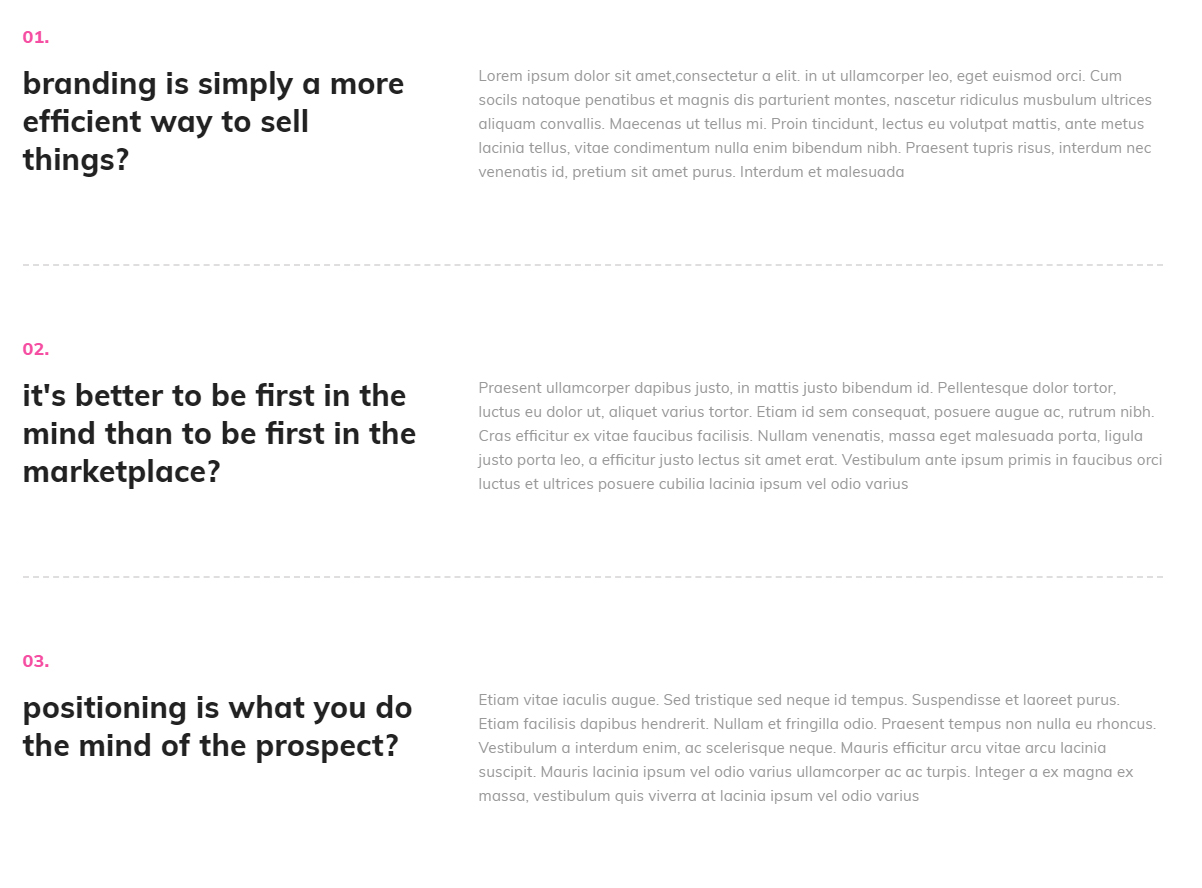 01.
branding is simply a more
efficient way to sell
things?
Lorem ipsum dolor sit amet,consectetur a elit. in ut ullamcorper leo, eget euismod orci. Cum
socils natoque penatibus et magnis dis parturient montes, nascetur ridiculus musbulum ultrices
aliquam convallis. Maecenas ut tellus mi. Proin tincidunt, lectus eu volutpat mattis, ante metus
lacinia tellus, vitae condimentum nulla enim bibendum nibh. Praesent tupris risus, interdum nec
venenatis id, pretium sit amet purus. Interdum et malesuada
02.
it's better to be first in the
mind than to be first in the
marketplace?
Praesent ullamcorper dapibus justo, in mattis justo bibendum id. Pellentesque dolor tortor,
luctus eu dolor ut, aliquet varius tortor. Etiam id sem consequat, posuere augue ac, rutrum nibh.
Cras efficitur ex vitae faucibus facilisis. Nullam venenatis, massa eget malesuada porta, ligula
justo porta leo, a efficitur justo lectus sit amet erat. Vestibulum ante ipsum primis in faucibus orci
luctus et ultrices posuere cubilia lacinia ipsum vel odio varius
03.
positioning is what you do
the mind of the prospect?
Etiam vitae iaculis augue. Sed tristique sed neque id tempus. Suspendisse et laoreet purus.
Etiam facilisis dapibus hendrerit. Nullam et fringilla odio. Praesent tempus non nulla eu rhoncus.
Vestibulum a interdum enim, ac scelerisque neque. Mauris efficitur arcu vitae arcu lacinia
suscipit. Mauris lacinia ipsum vel odio varius ullamcorper ac ac turpis. Integer a ex magna ex
massa, vestibulum quis viverra at lacinia ipsum vel odio varius